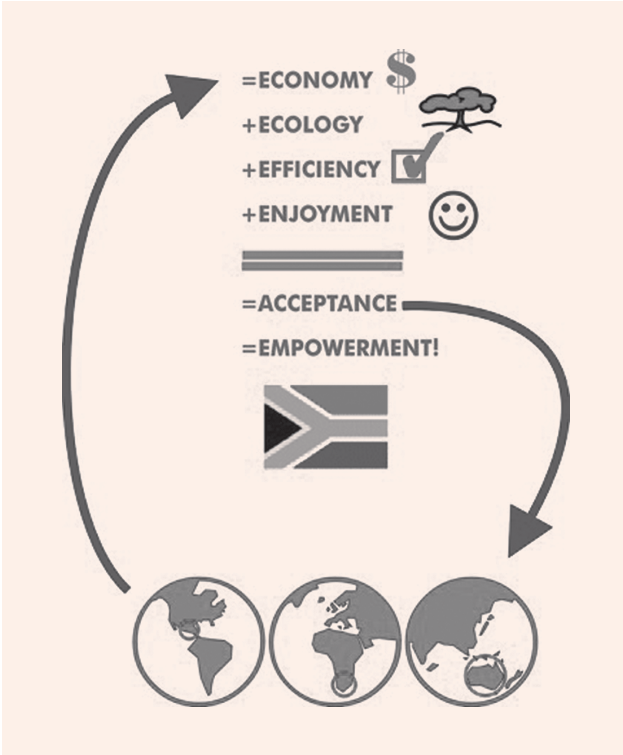 =ECONOMY $
+ECOLOGY
+EFFICIENCY
+ENJOYMENT
=ACCEPTANCE
=EMPOWERMENT!